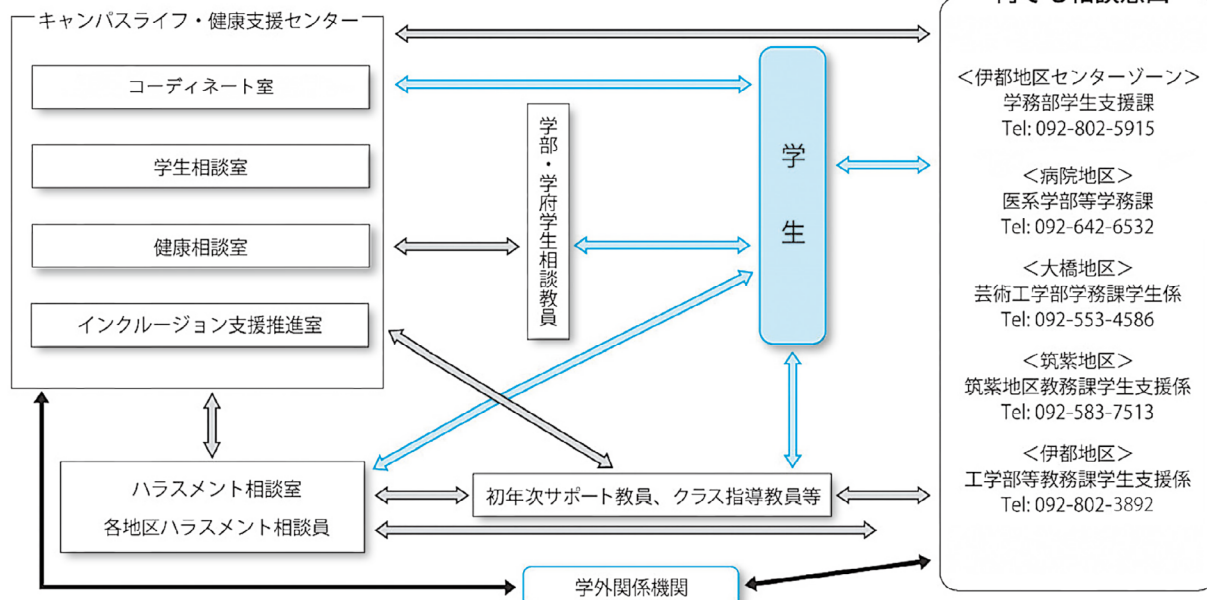 キャンパスライフ・健康支援センター
コーディネート室
学生相談室
健康相談室
インクルージョン支援推進室
学部・学府学生相談教員
学生
ハラスメント相談室
各地区ハラスメント相談員
初年次サポート教員、クラス指導教員等
学外関係機関
＜伊都地区センターゾーン＞
学務部学生支援課
Tel: 092-802-5915
＜病院地区＞
医系学部等学務課
Tel: 092-642-6532
＜大橋地区＞
芸術工学部学務課学生係
Tel: 092-553-4586
＜筑紫地区＞
筑紫地区教務課学生支援係
Tel: 092-583-7513
＜伊都地区＞
工学部等教務課学生支援係
Tel: 092-802-3892